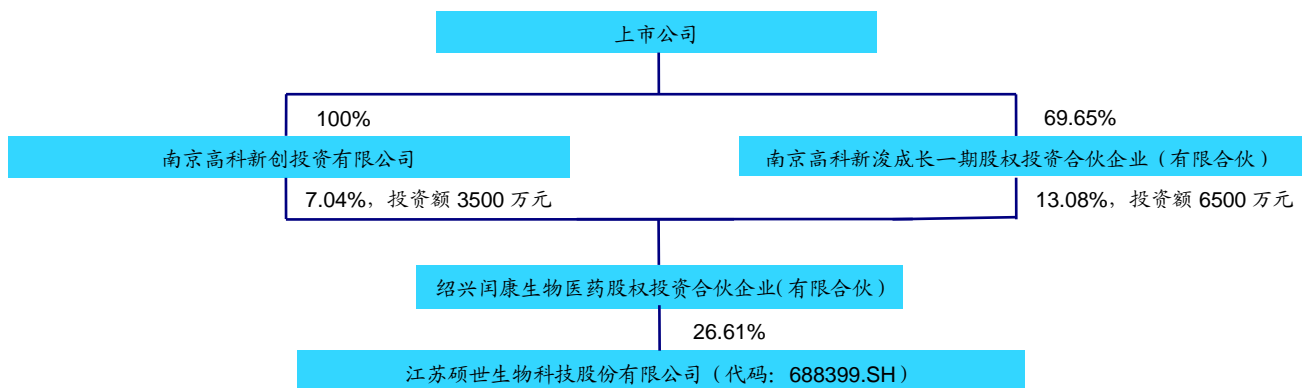 上市公司
100%
69.65%
南京高科新创投资有限公司
南京高科新浚成长一期股权投资合伙企业（有限合伙）
7.04%，投资额 3500 万元
13.08%，投资额 6500 万元
绍兴闰康生物医药股权投资合伙企业（有限合伙）
26.61%
江苏硕世生物科技股份有限公司（代码：688399.SH）